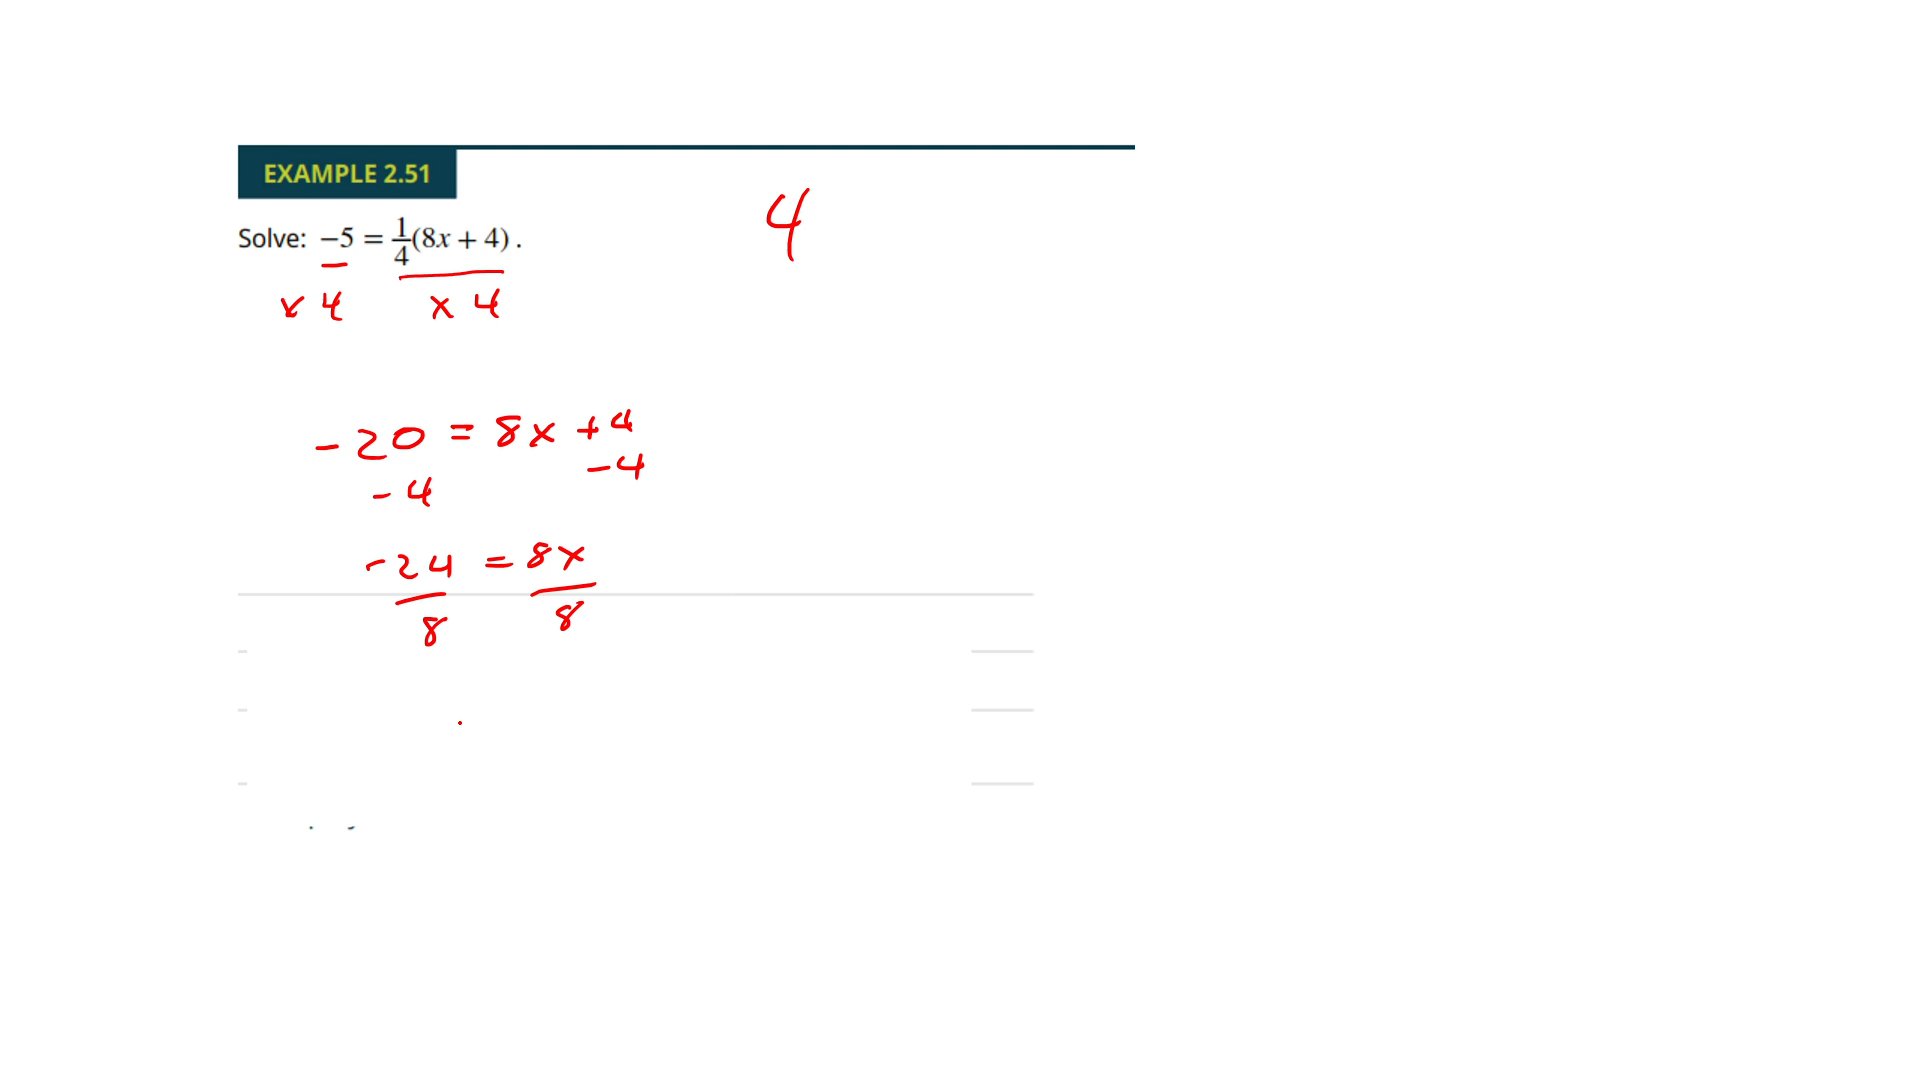 EXAMPLE 2.51
4
Solve: −5 = 1/4(8x + 4).
x 4 x 4
-20 = 8x +4
-4
-4
-24 = 8x
8 8